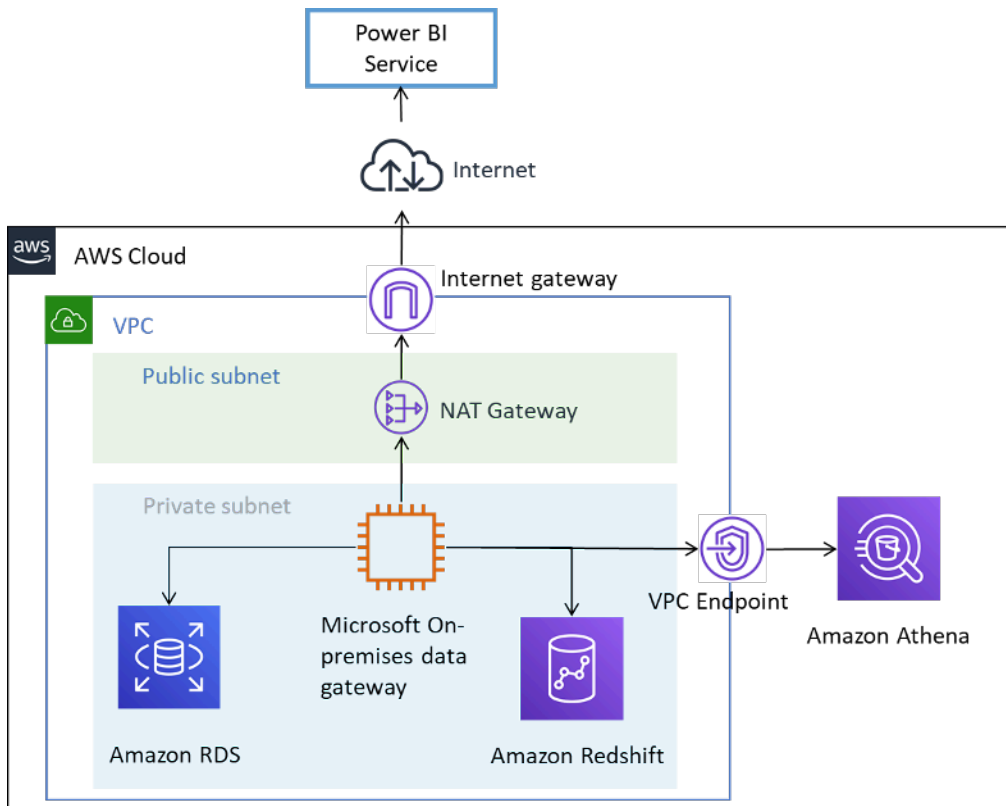 Power BI
Service
Internet
aws
AWS Cloud
Internet gateway
VPC
Public subnet
NAT Gateway
Private subnet
VPC Endpoint
Microsoft On-
premises data
gateway
Amazon Athena
Amazon RDS
Amazon Redshift